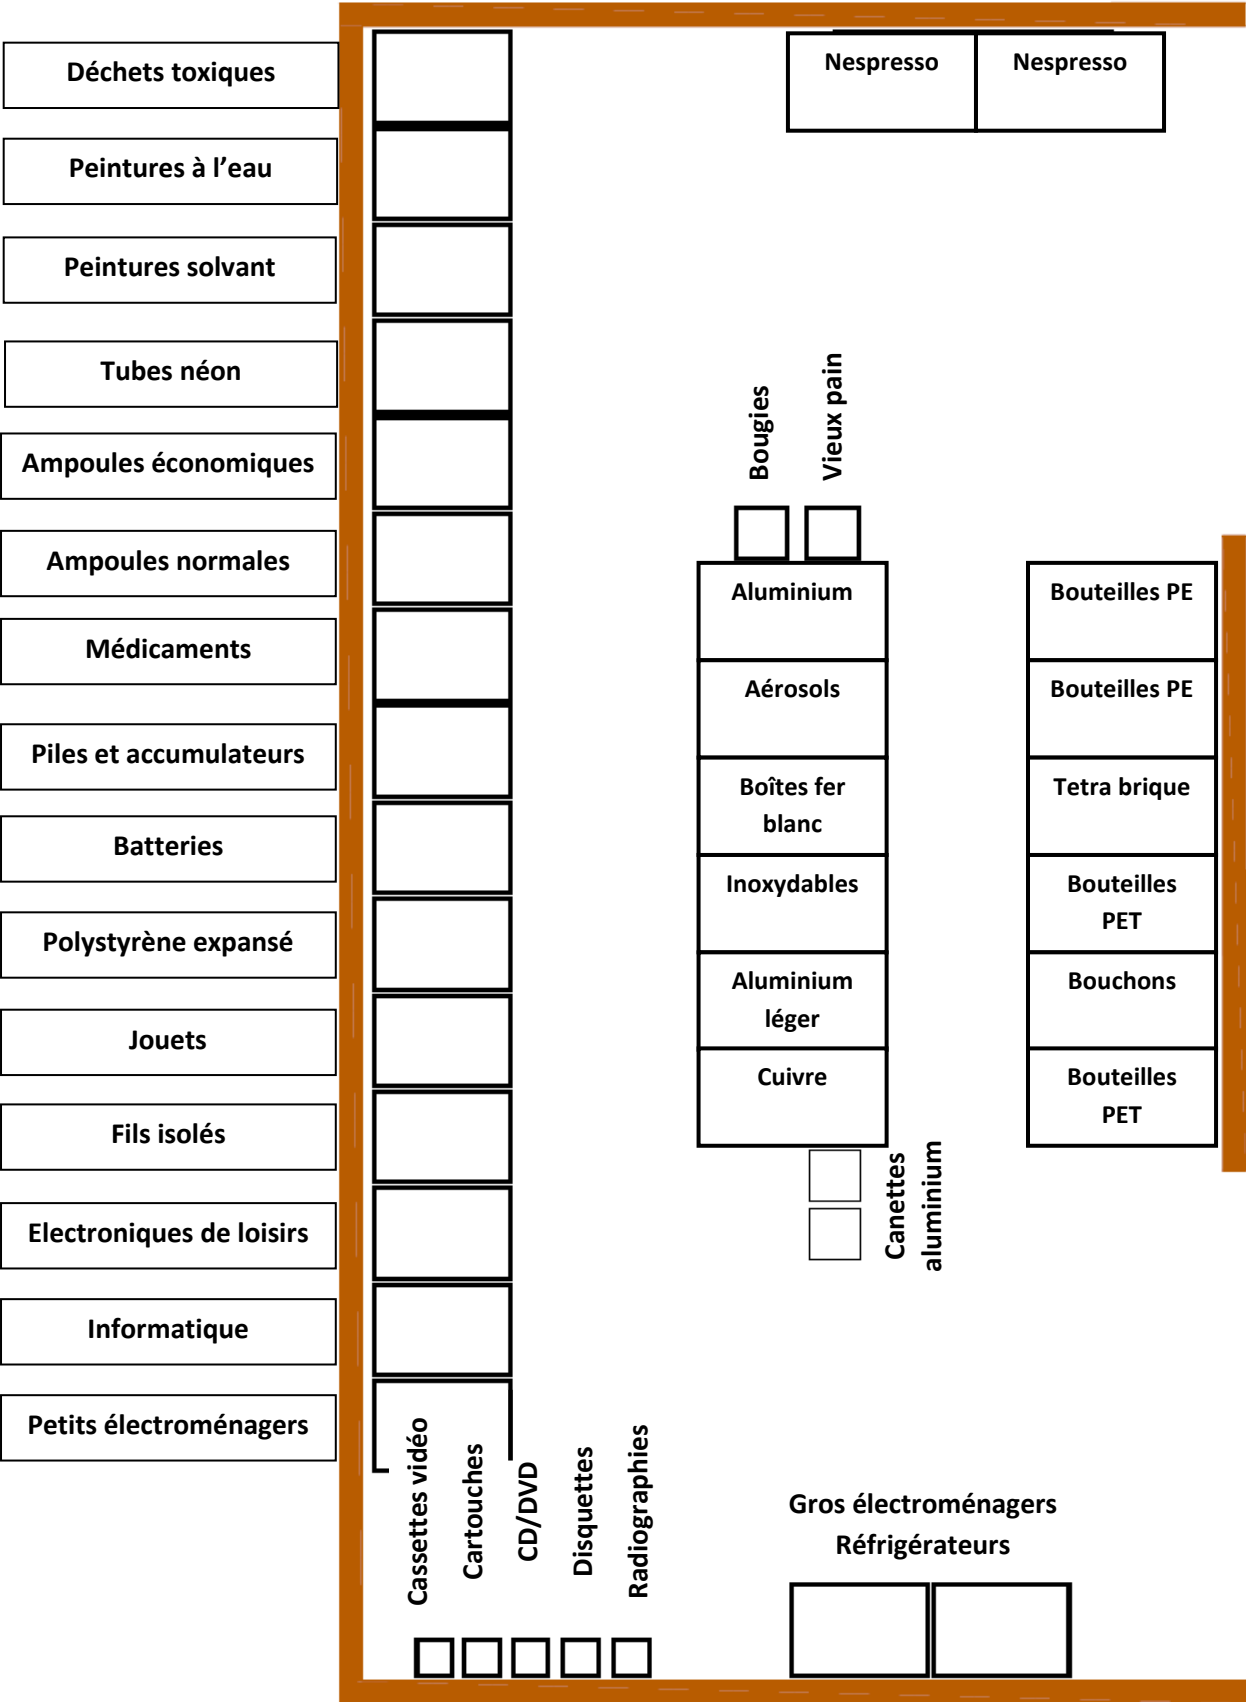 Déchets toxiques
Peintures à l’eau
Peintures solvant
Tubes néon
Ampoules économiques
Ampoules normales
Médicaments
Piles et accumulateurs
Batteries
Polystyrène expansé
Jouets
Fils isolés
Electroniques de loisirs
Informatique
Petits électroménagers
Nespresso
Nespresso
Bougies
Vieux pain
Aluminium
Aérosols
Boîtes fer
blanc
Inoxydables
Aluminium
léger
Cuivre
Canettes
aluminium
Bouteilles PE
Bouteilles PE
Tetra brique
Bouteilles
PET
Bouchons
Bouteilles
PET
Cassettes vidéo
Cartouches
CD/DVD
Disquettes
Radiographies
Gros électroménagers
Réfrigérateurs